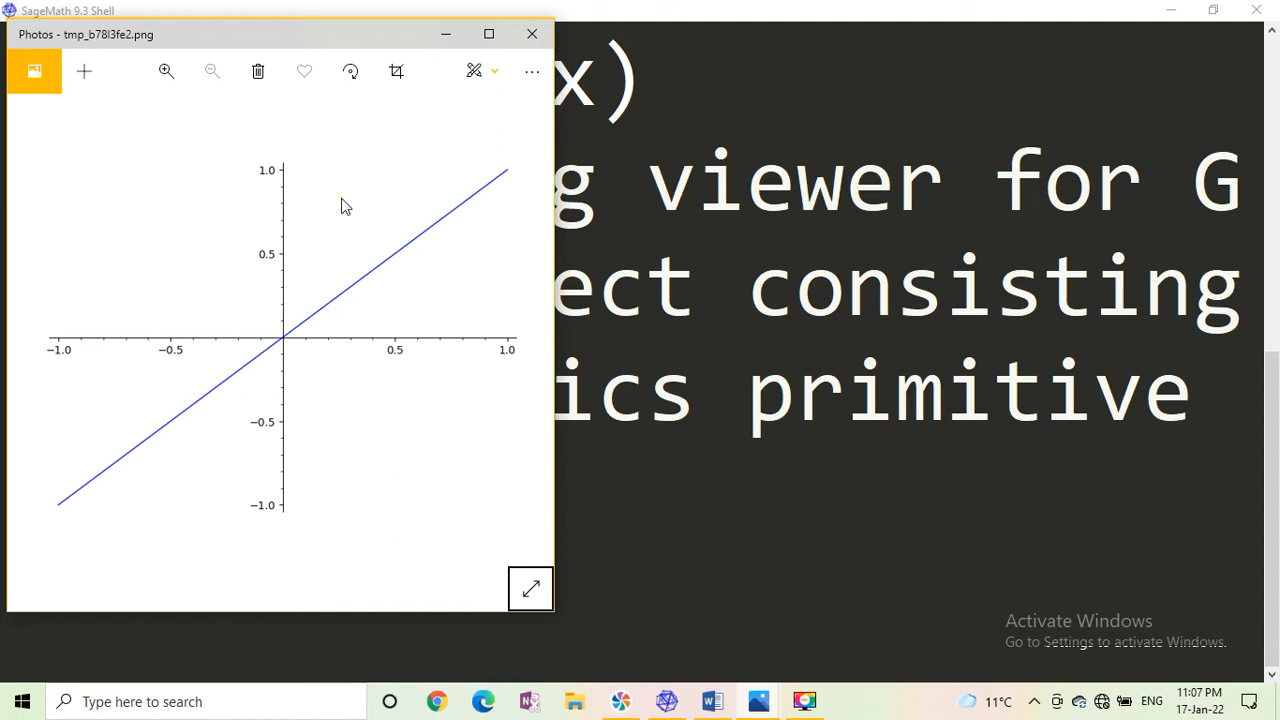 SageMath 9.3 Shell
Photos - tmp_b78l3fe2.png
x)
g viewer for G
ect consisting
ics primitive
1.0
0.5
−1.0
−0.5
0.5
1.0
−0.5
−1.0
Activate Windows
Go to Settings to activate Windows.
Type here to search
11°C
ENG
11:07 PM
17-Jan-22